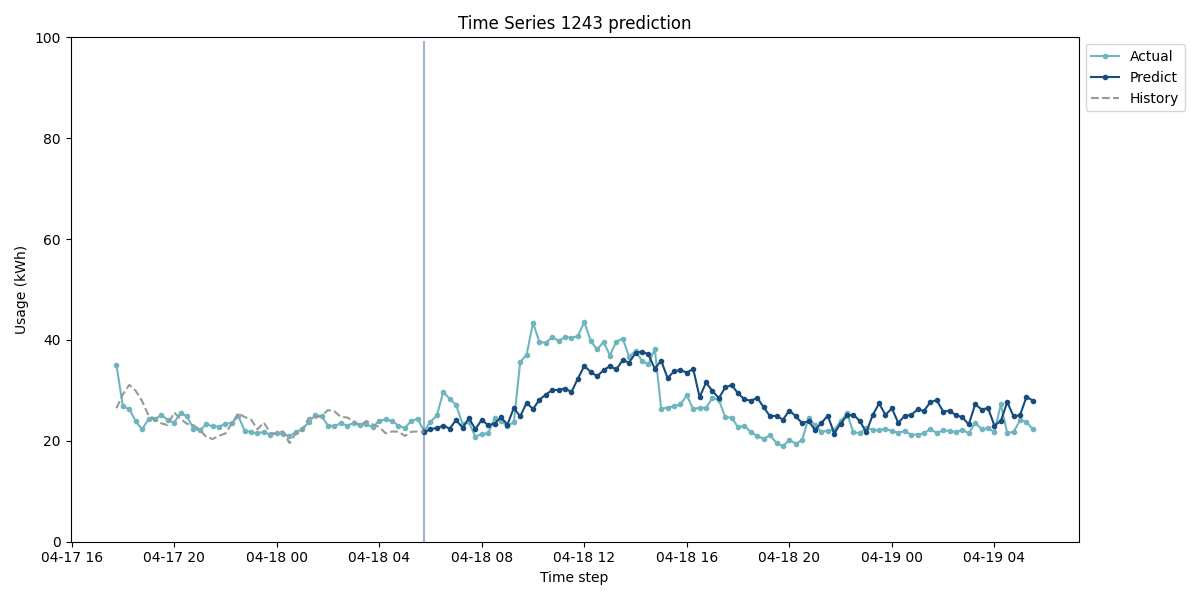 Time Series 1243 prediction
100
80
60
40
20
0
Usage (kWh)
04-17 16
04-17 20
04-18 00
04-18 04
04-18 08
04-18 12
04-18 16
04-18 20
04-19 00
04-19 04
Time step
Actual
Predict
History